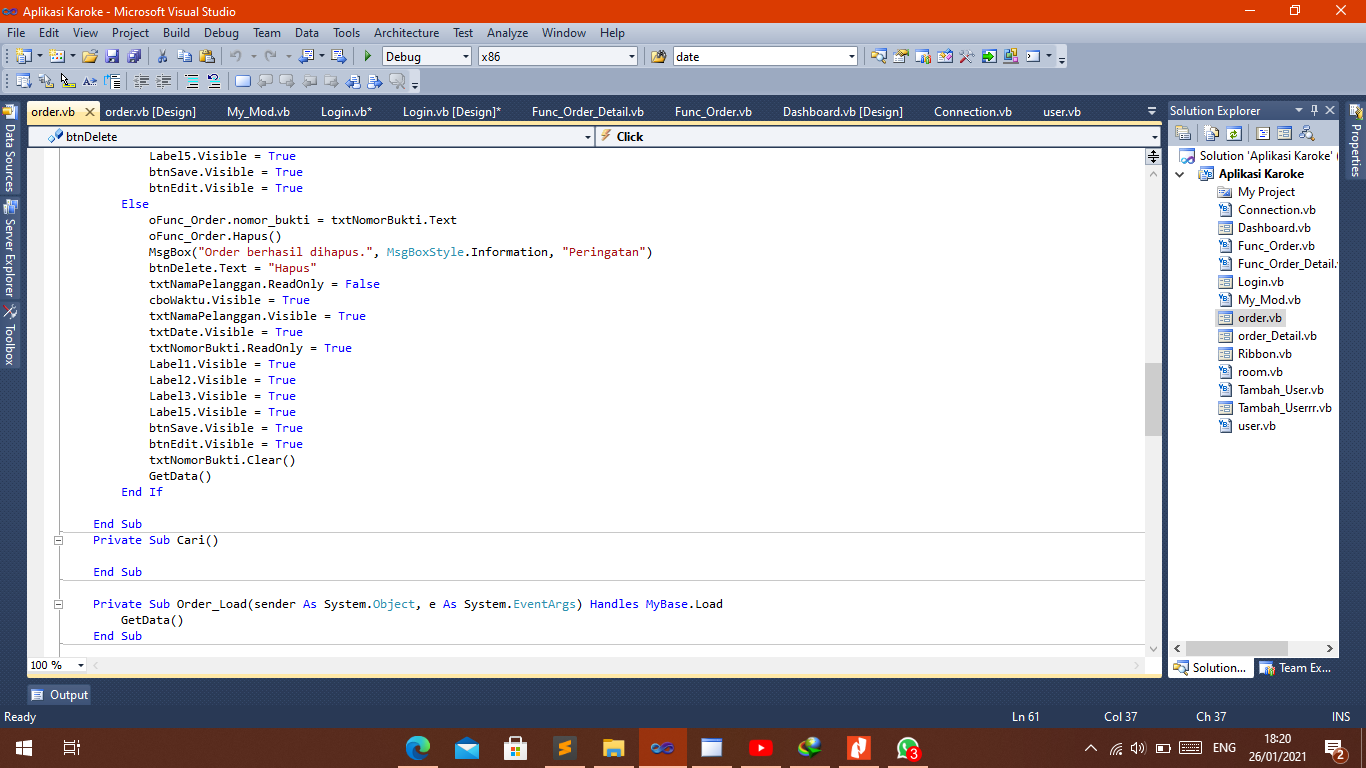 Aplikasi Karoke - Microsoft Visual Studio
File Edit View Project Build Debug Team Data Tools Architecture Test Analyze Window Help
Debug x86 date
order.vb order.vb [Design] My_Mod.vb Login.vb* Login.vb [Design]* Func_Order_Detail.vb Func_Order.vb Dashboard.vb [Design] Connection.vb user.vb
btnDelete Click
Label5.Visible = True
btnSave.Visible = True
btnEdit.Visible = True
Else
oFunc_Order.nomor_bukti = txtNomorBukti.Text
oFunc_Order.Hapus()
MsgBox("Order berhasil dihapus.", MsgBoxStyle.Information, "Peringatan")
btnDelete.Text = "Hapus"
txtNamaPelanggan.ReadOnly = False
cboWaktu.Visible = True
txtNamaPelanggan.Visible = True
txtDate.Visible = True
txtNomorBukti.ReadOnly = True
Label1.Visible = True
Label2.Visible = True
Label3.Visible = True
Label5.Visible = True
btnSave.Visible = True
btnEdit.Visible = True
txtNomorBukti.Clear()
GetData()
End If
End Sub
Private Sub Cari()
End Sub
Private Sub Order_Load(sender As System.Object, e As System.EventArgs) Handles MyBase.Load
GetData()
End Sub
100 %
Data Sources
Server Explorer
Toolbox
Solution Explorer
Solution 'Aplikasi Karoke' (
Aplikasi Karoke
My Project
Connection.vb
Dashboard.vb
Func_Order.vb
Func_Order_Detail.
Login.vb
My_Mod.vb
order.vb
order_Detail.vb
Ribbon.vb
room.vb
Tambah_User.vb
Tambah_Userrr.vb
user.vb
Solution... Team Ex...
Properties
Output
Ready Ln 61 Col 37 Ch 37 INS
3 ENG 18:20 2
26/01/2021